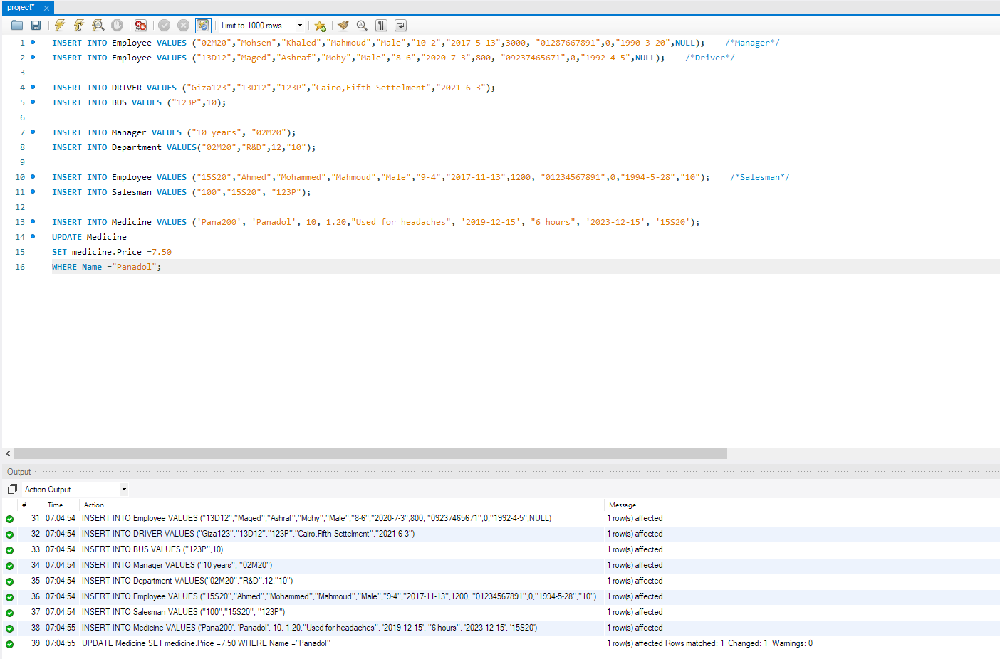 project*
Limit to 1000 rows
1 INSERT INTO Employee VALUES ("02M20","Mohsen","Khaled","Mahmoud","Male","10-2","2017-5-13",3000, "01287667891",0,"1990-3-20",NULL); /*Manager*/
2 INSERT INTO Employee VALUES ("13D12","Maged","Ashraf","Mohy","Male","8-6","2020-7-3",800, "09237465671",0,"1992-4-5",NULL); /*Driver*/
3
4 INSERT INTO DRIVER VALUES ("Giza123","13D12","123P","Cairo,Fifth Settelment","2021-6-3");
5 INSERT INTO BUS VALUES ("123P",10);
6
7 INSERT INTO Manager VALUES ("10 years", "02M20");
8 INSERT INTO Department VALUES("02M20","R&D",12,"10");
9
10 INSERT INTO Employee VALUES ("15S20","Ahmed","Mohammed","Mahmoud","Male","9-4","2017-11-13",1200, "01234567891",0,"1994-5-28","10"); /*Salesman*/
11 INSERT INTO Salesman VALUES ("100","15S20", "123P");
12
13 INSERT INTO Medicine VALUES ('Pana200', 'Panadol', 10, 1.20,"Used for headaches", '2019-12-15', "6 hours", '2023-12-15', '15S20');
14 UPDATE Medicine
15 SET medicine.Price =7.50
16 WHERE Name ="Panadol";
Output
Action Output
# Time Action Message
31 07:04:54 INSERT INTO Employee VALUES ("13D12","Maged","Ashraf","Mohy","Male","8-6","2020-7-3",800, "09237465671",0,"1992-4-5",NULL) 1 row(s) affected
32 07:04:54 INSERT INTO DRIVER VALUES ("Giza123","13D12","123P","Cairo,Fifth Settelment","2021-6-3") 1 row(s) affected
33 07:04:54 INSERT INTO BUS VALUES ("123P",10) 1 row(s) affected
34 07:04:54 INSERT INTO Manager VALUES ("10 years", "02M20") 1 row(s) affected
35 07:04:54 INSERT INTO Department VALUES("02M20","R&D",12,"10") 1 row(s) affected
36 07:04:54 INSERT INTO Employee VALUES ("15S20","Ahmed","Mohammed","Mahmoud","Male","9-4","2017-11-13",1200, "01234567891",0,"1994-5-28","10") 1 row(s) affected
37 07:04:54 INSERT INTO Salesman VALUES ("100","15S20", "123P") 1 row(s) affected
38 07:04:55 INSERT INTO Medicine VALUES ('Pana200', 'Panadol', 10, 1.20,"Used for headaches", '2019-12-15', "6 hours", '2023-12-15', '15S20') 1 row(s) affected
39 07:04:55 UPDATE Medicine SET medicine.Price =7.50 WHERE Name ="Panadol" 1 row(s) affected Rows matched: 1 Changed: 1 Warnings: 0